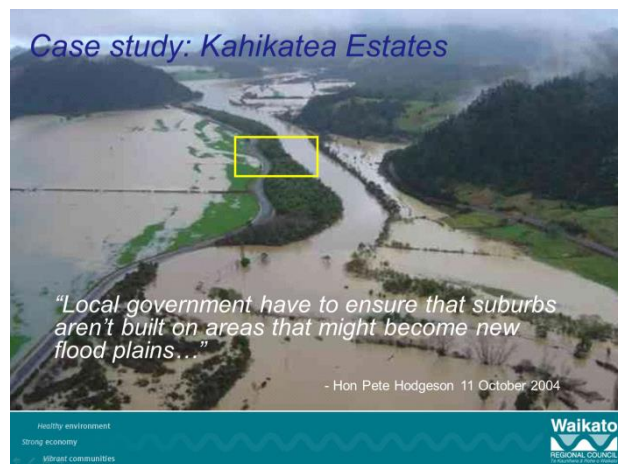 Case study: Kahikatea Estates
“Local government have to ensure that suburbs
aren’t built on areas that might become new
flood plains…”
- Hon Pete Hodgeson 11 October 2004
Healthy environment
Strong economy
Vibrant communities
Waikato
REGIONAL COUNCIL